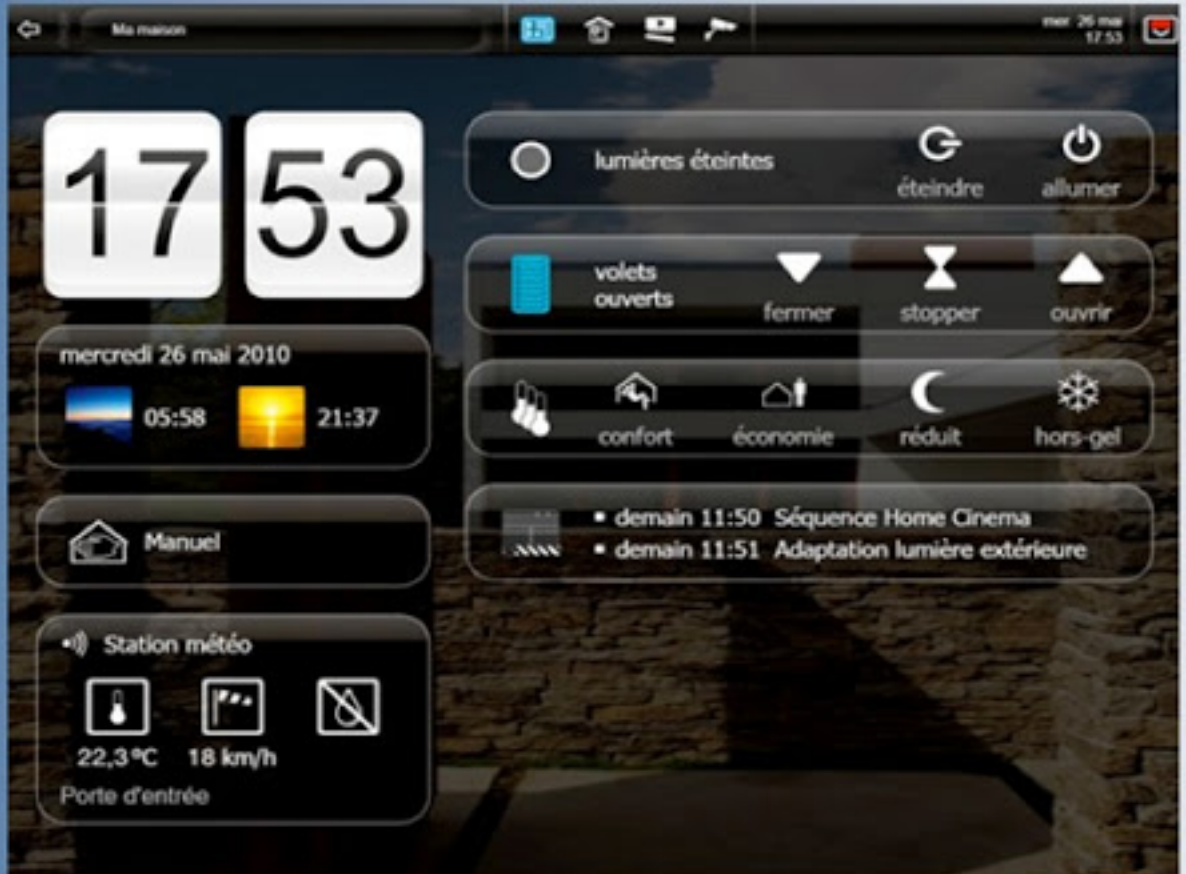 Ma maison
mer. 26 mai
17:53
17 53
mercredi 26 mai 2010
05:58 21:37
Manuel
Station météo
22,3ºC 18 km/h
Porte d'entrée
lumières éteintes
éteindre allumer
volets
ouverts
fermer stopper ouvrir
confort économie réduit hors-gel
▪ demain 11:50 Séquence Home Cinema
▪ demain 11:51 Adaptation lumière extérieure